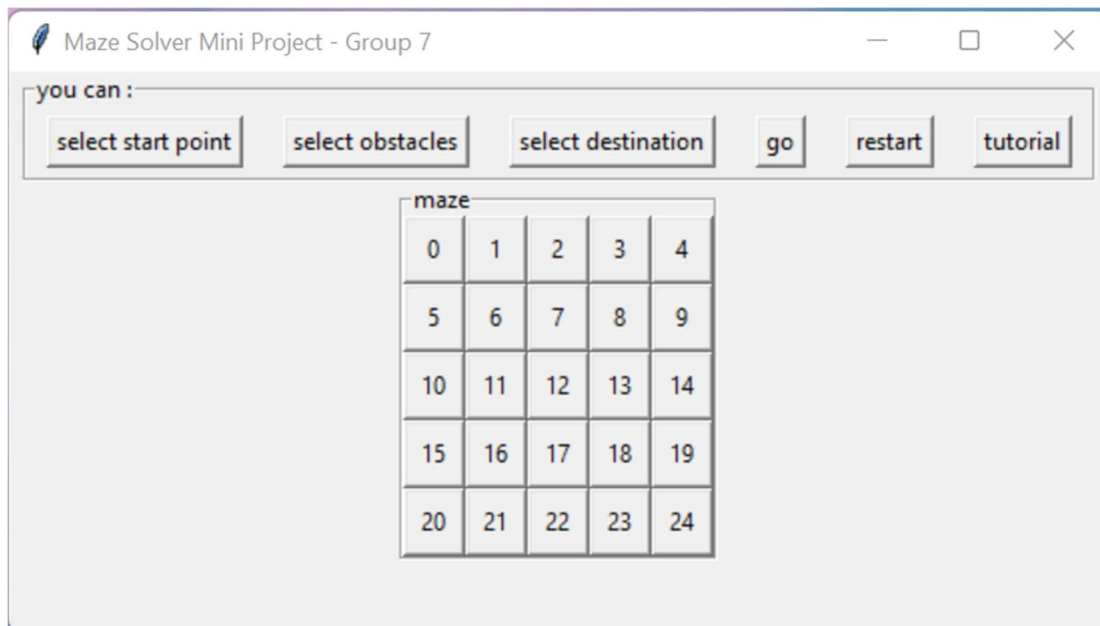 Maze Solver Mini Project - Group 7
you can :
select start point select obstacles select destination go restart tutorial
maze
0 1 2 3 4
5 6 7 8 9
10 11 12 13 14
15 16 17 18 19
20 21 22 23 24